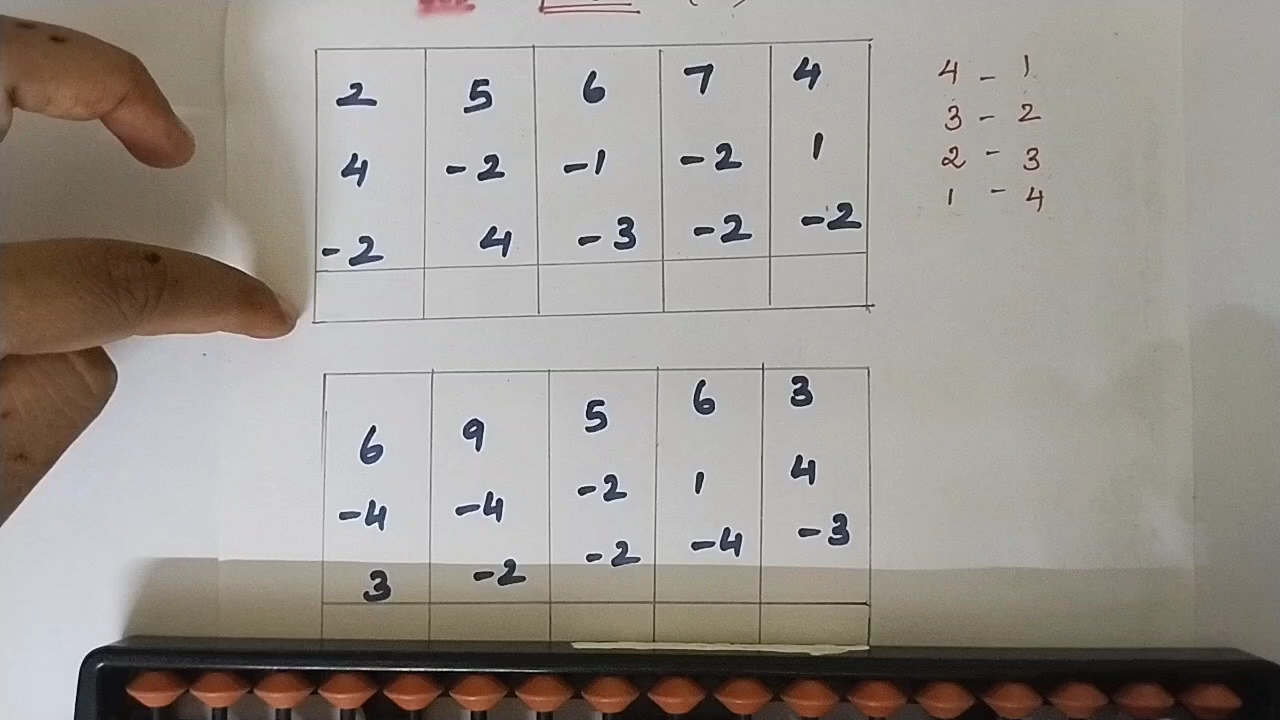 2 5 6 7 4
4 -2 -1 -2 1
-2 4 -3 -2 -2
4 - 1
3 - 2
2 - 3
1 - 4
6 9 5 6 3
-4 -4 -2 1 4
3 -2 -2 -4 -3